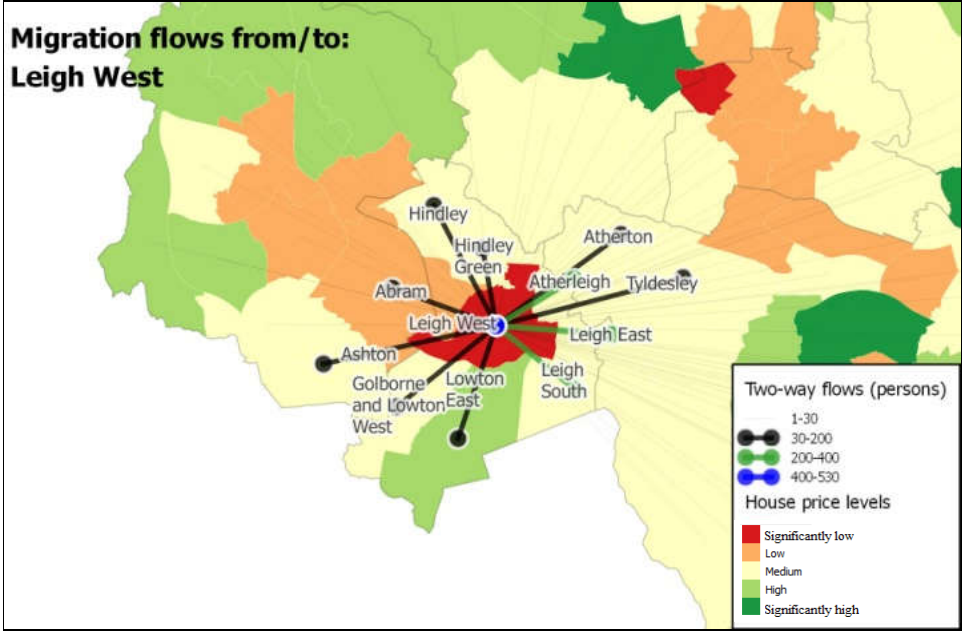 Migration flows from/to:
Leigh West
Hindley
Hindley
Green
Atherton
Atherleigh
Tyldesley
Abram
Leigh West
Leigh East
Ashton
Golborne
and Lowton
West
Lowton
East
Leigh
South
Two-way flows (persons)
1-30
30-200
200-400
400-530
House price levels
Significantly low
Low
Medium
High
Significantly high